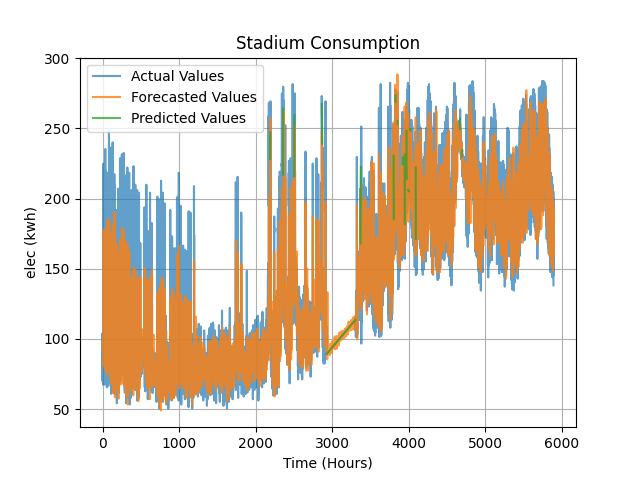 Stadium Consumption
Actual Values
Forecasted Values
Predicted Values
300
250
200
150
100
50
elec (kwh)
0 1000 2000 3000 4000 5000 6000
Time (Hours)